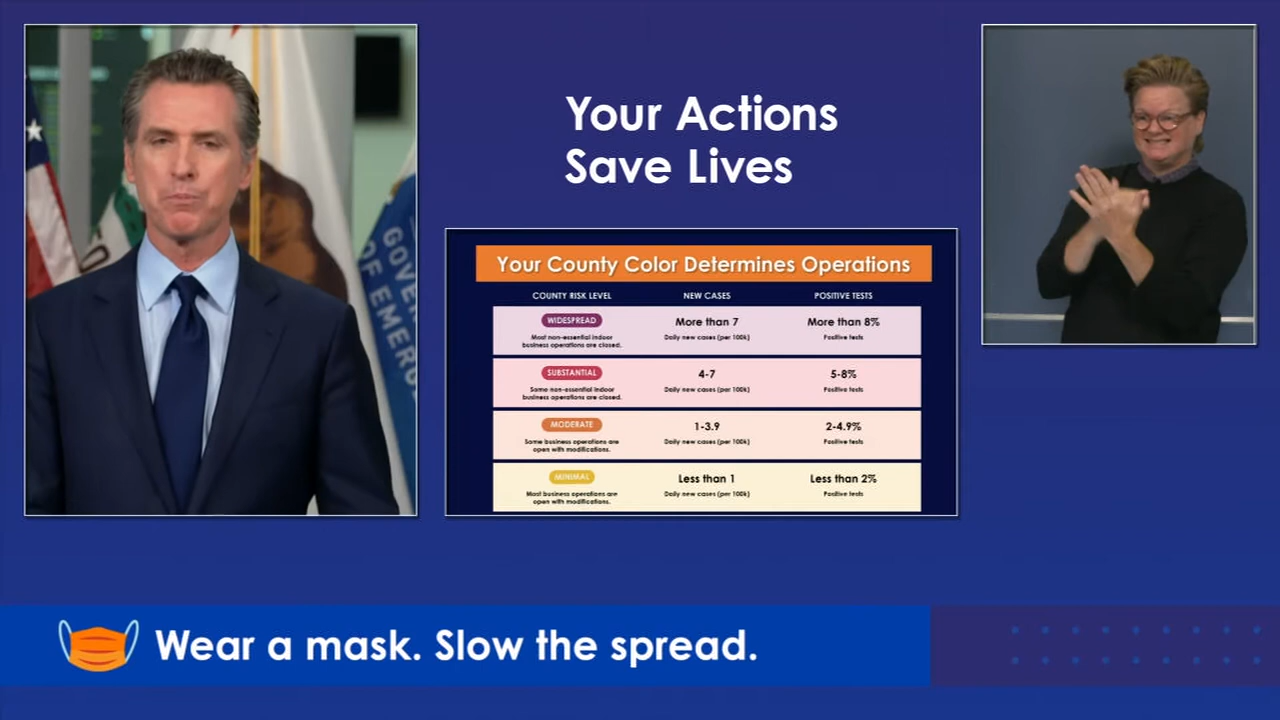 Your Actions
Save Lives
Your County Color Determines Operations
COUNTY RISK LEVEL NEW CASES POSITIVE TESTS
WIDESPREAD More than 7 More than 8%
Most non-essential indoor
business operations are closed.
Daily new cases (per 100k) Positive tests
SUBSTANTIAL 4-7 5-8%
Some non-essential indoor
business operations are closed.
Daily new cases (per 100k) Positive tests
MODERATE 1-3.9 2-4.9%
Some business operations are
open with modifications.
Daily new cases (per 100k) Positive tests
MINIMAL Less than 1 Less than 2%
Most business operations are
open with modifications.
Daily new cases (per 100k) Positive tests
Wear a mask. Slow the spread.